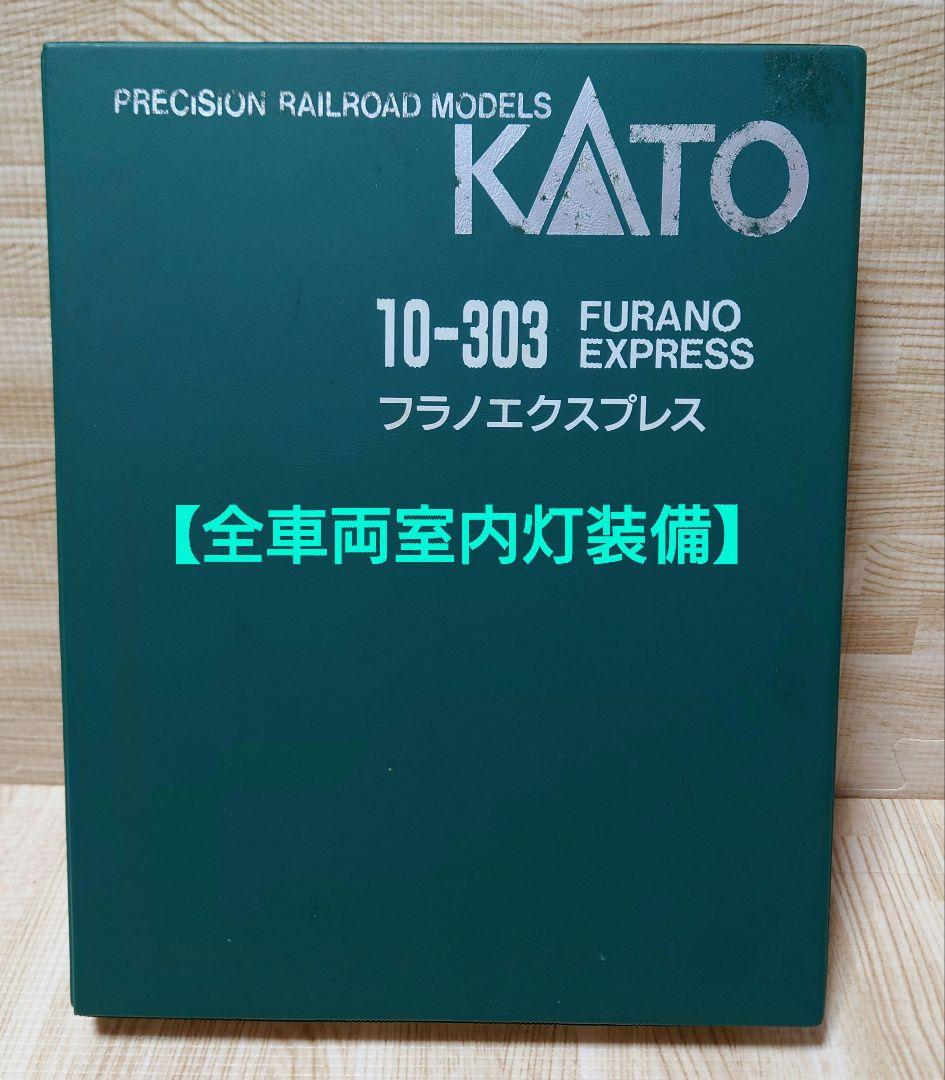 PRECISION RAILROAD MODELS
KATO
10-303 FURANO
EXPRESS
フラノエクスプレス
【全車両室内灯装備】